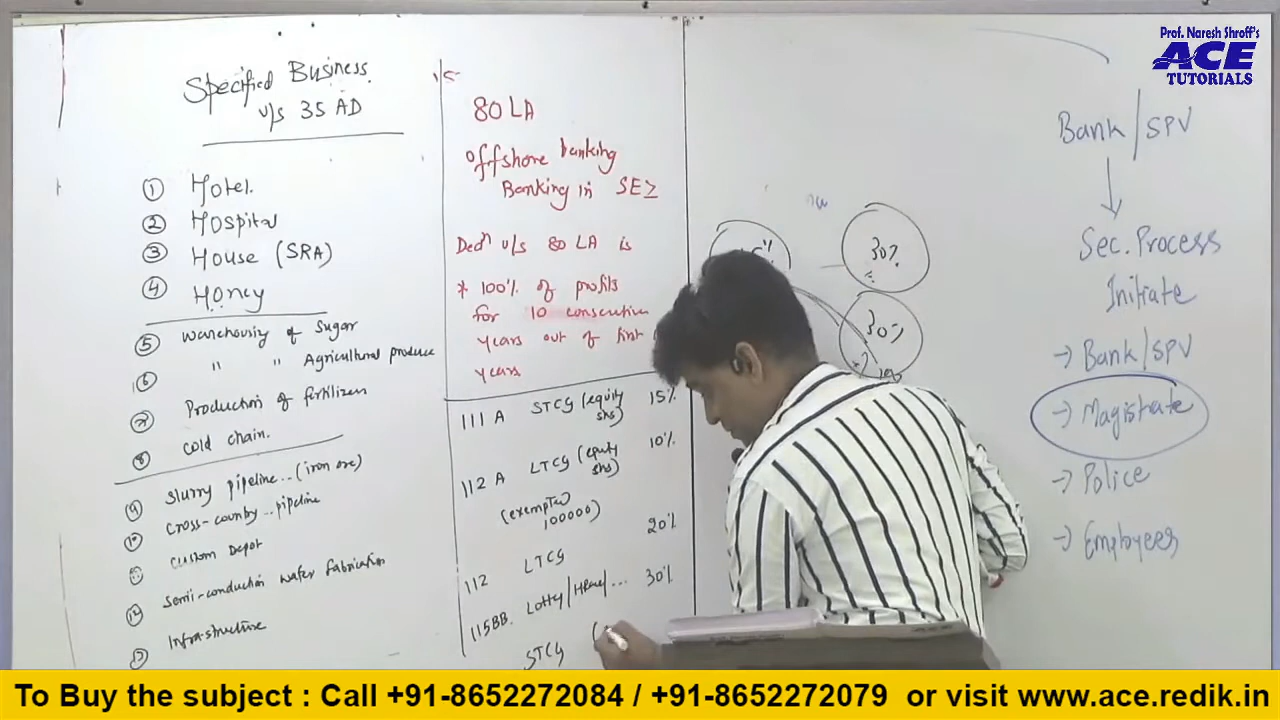 Prof. Naresh Shroff's
ACE
TUTORIALS
Specified Business
u/s 35 AD
① Hotel.
② Hospital
③ House (SRA)
④ Honey
⑤ Warehousing of Sugar
⑥ " " Agricultural produce
⑦ Production of fertilizers
⑧ Cold chain.
⑨ Slurry pipeline... (iron ore)
⑩ Cross-country... pipeline
⑪ Custom Depot
⑫ Semi-conductor wafer fabrication
⑬ Infrastructure
80 LA
Offshore banking
Banking in SEZ
Dedn u/s 80 LA is
* 100% of profits
for 10 consecutive
years out of first
years
111 A STCG (equity shs) 15%
112 A LTCG (equity shs) 10%
(exempted 100000)
112 LTCG 20%
115BB. Lottery/HRace/... 30%
STCG (
30%
30%
Bank/SPV
Sec. Process
Initiate
→ Bank/SPV
→ Magistrate
→ Police
→ Employees
To Buy the subject : Call +91-8652272084 / +91-8652272079 or visit www.ace.redik.in